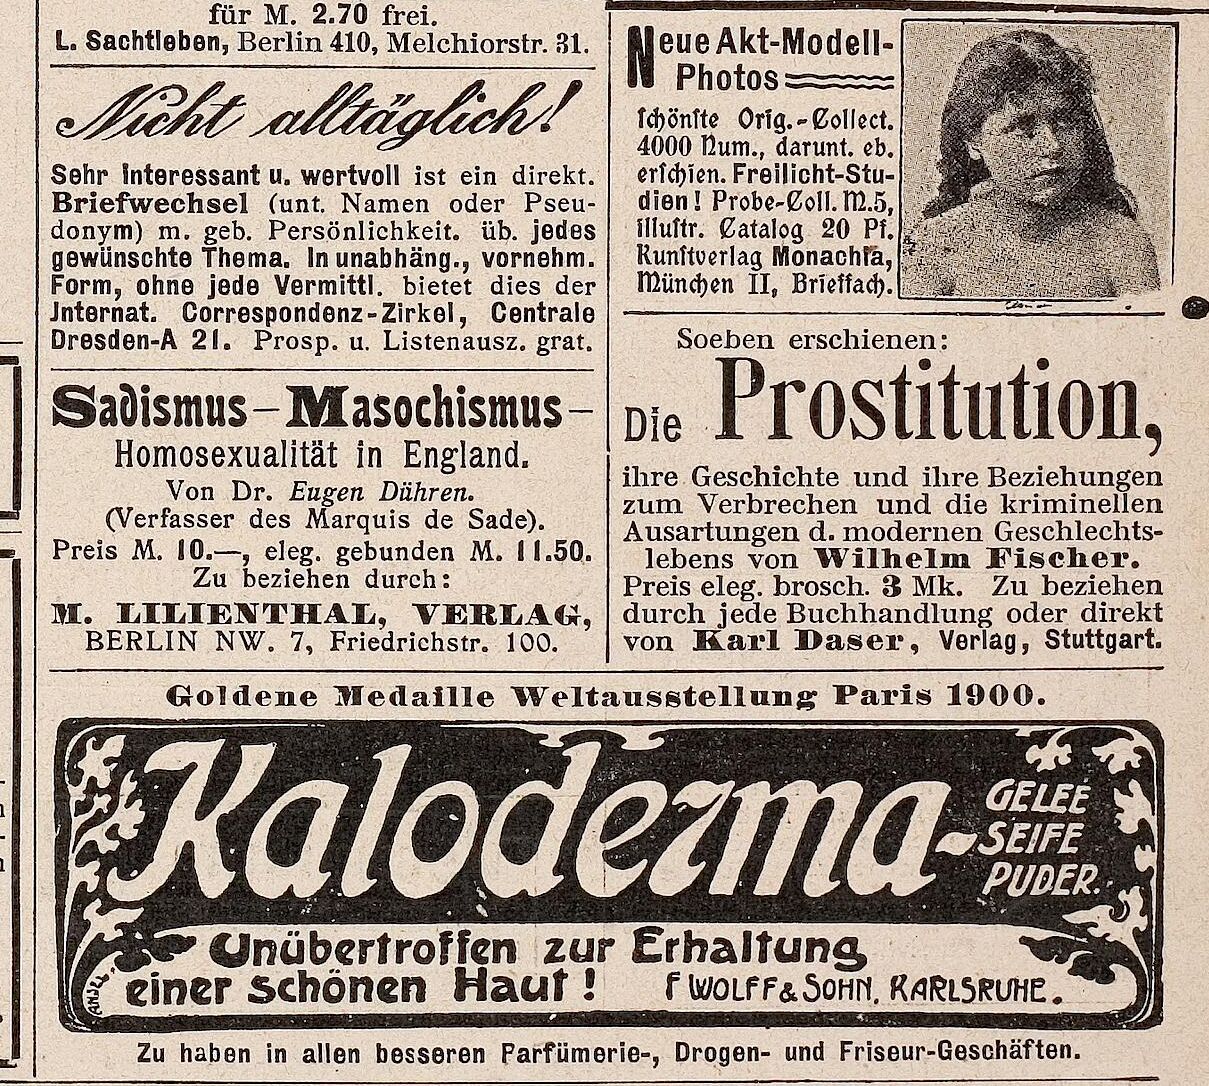 für M. 2.70 frei.
L. Sachtleben, Berlin 410, Melchiorstr. 31.
Nicht alltäglich!
Sehr interessant u. wertvoll ist ein direkt.
Briefwechsel (unt. Namen oder Pseu-
donym) m. geb. Persönlichkeit. üb. jedes
gewünschte Thema. In unabhäng., vornehm.
Form, ohne jede Vermittl. bietet dies der
Jnternat. Correspondenz-Zirkel, Centrale
Dresden-A 21. Prosp. u. Listenausz. grat.
Sadismus – Masochismus –
Homosexualität in England.
Von Dr. Eugen Dühren.
(Verfasser des Marquis de Sade).
Preis M. 10.—, eleg. gebunden M. 11.50.
Zu beziehen durch:
M. LILIENTHAL, VERLAG,
BERLIN NW. 7, Friedrichstr. 100.
Neue Akt-Modell-
Photos
ſchönſte Orig.-Collect.
4000 Num., darunt. eb.
erſchien. Freilicht-Stu-
dien! Probe-Coll. M.5,
illuſtr. Catalog 20 Pf.
Kunſtverlag Monachia,
München II, Brieffach.
Soeben erschienen:
Die Prostitution,
ihre Geschichte und ihre Beziehungen
zum Verbrechen und die kriminellen
Ausartungen d. modernen Geschlechts-
lebens von Wilhelm Fischer.
Preis eleg. brosch. 3 Mk. Zu beziehen
durch jede Buchhandlung oder direkt
von Karl Daser, Verlag, Stuttgart.
Goldene Medaille Weltausstellung Paris 1900.
Kaloderma-
GELEE
SEIFE
PUDER.
Unübertroffen zur Erhaltung
einer schönen Haut! F WOLFF & SOHN, KARLSRUHE.
Zu haben in allen besseren Parfümerie-, Drogen- und Friseur-Geschäften.